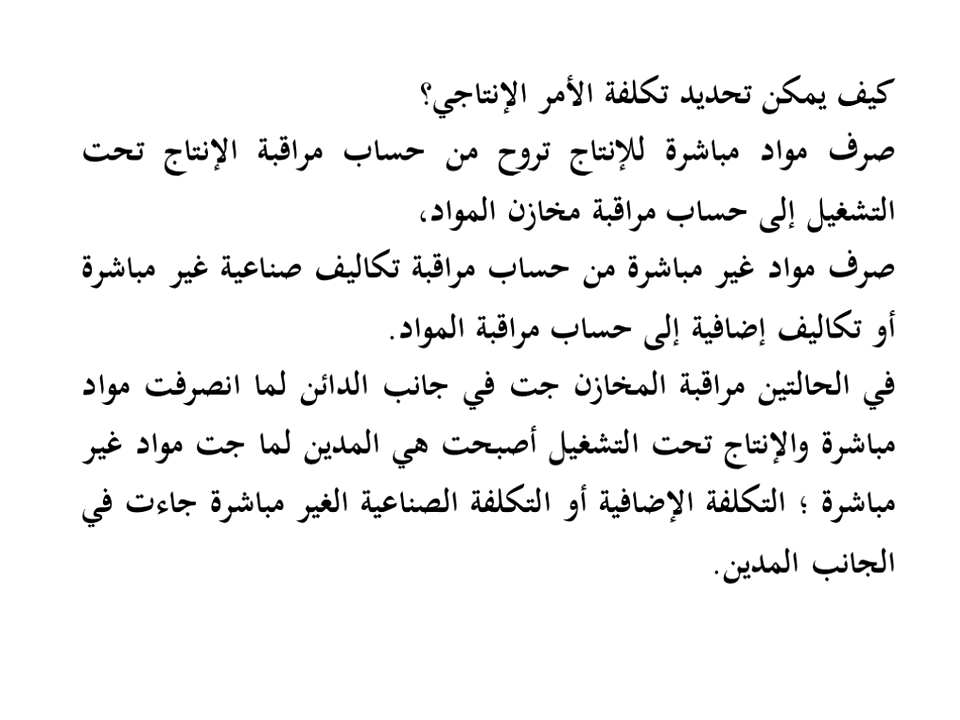 كيف يمكن تحديد تكلفة الأمر الإنتاجي؟
صرف مواد مباشرة للإنتاج تروح من حساب مراقبة الإنتاج تحت
التشغيل إلى حساب مراقبة مخازن المواد،
صرف مواد غير مباشرة من حساب مراقبة تكاليف صناعية غير مباشرة
أو تكاليف إضافية إلى حساب مراقبة المواد.
في الحالتين مراقبة المخازن جت في جانب الدائن لما انصرفت مواد
مباشرة والإنتاج تحت التشغيل أصبحت هي المدين لما جت مواد غير
مباشرة ؛ التكلفة الإضافية أو التكلفة الصناعية الغير مباشرة جاءت في
الجانب المدين.